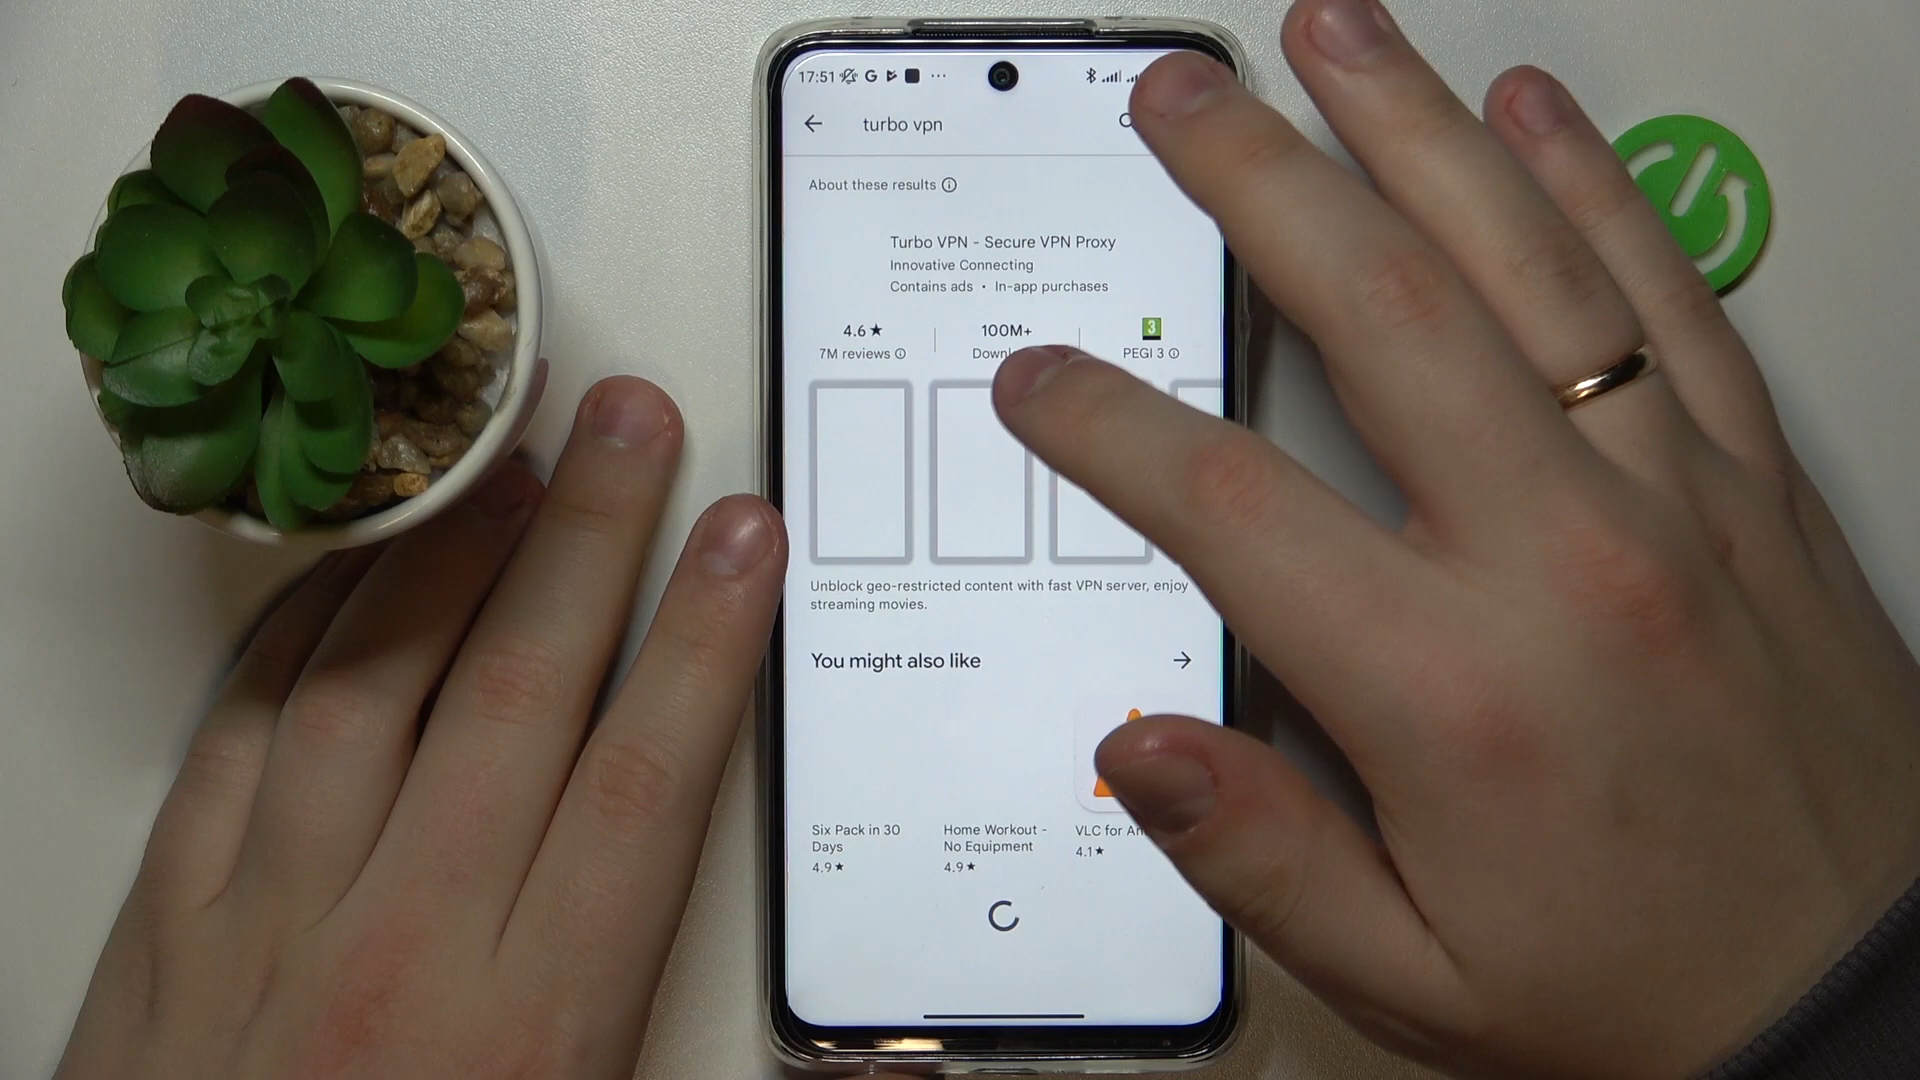 17:51 G ...
turbo vpn
About these results
Turbo VPN - Secure VPN Proxy
Innovative Connecting
Contains ads • In-app purchases
4.6★ 100M+ 3
7M reviews PEGI 3
Unblock geo-restricted content with fast VPN server, enjoy
streaming movies.
You might also like
Six Pack in 30 Home Workout - VLC for
Days No Equipment 4.1★
4.9★ 4.9★